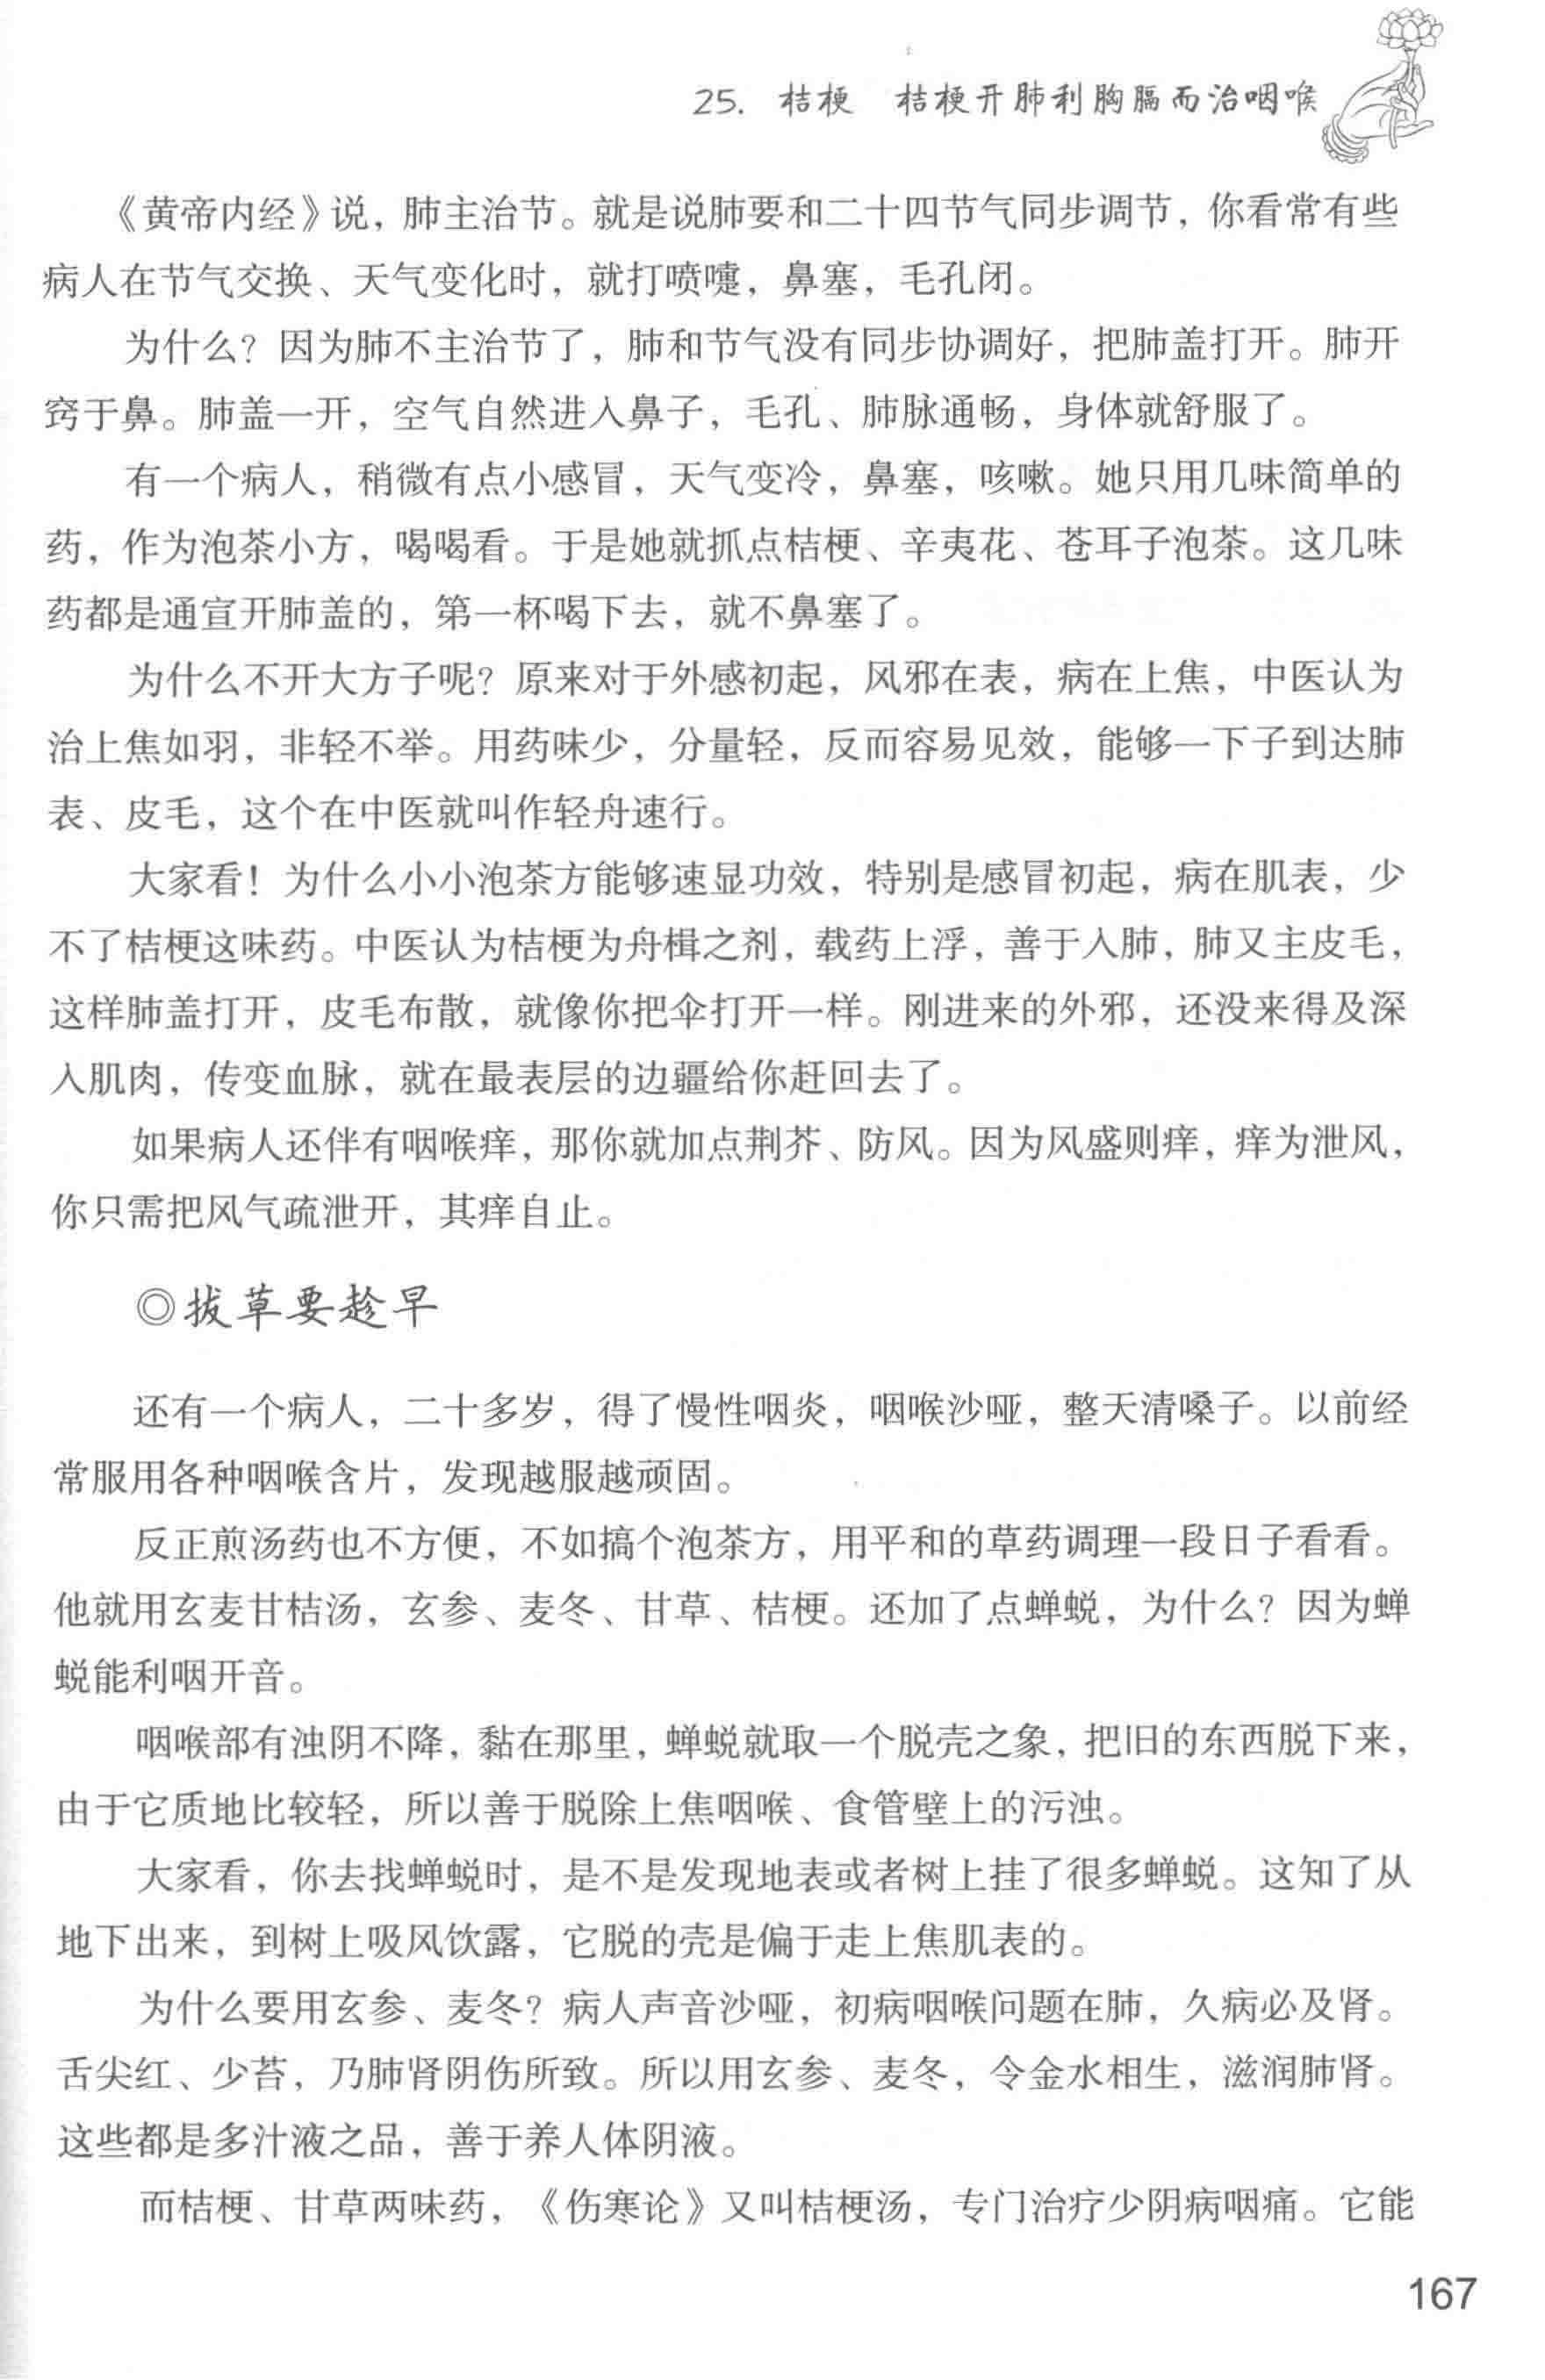 25. 桔梗　桔梗开肺利胸膈而治咽喉
《黄帝内经》说，肺主治节。就是说肺要和二十四节气同步调节，你看常有些
病人在节气交换、天气变化时，就打喷嚏，鼻塞，毛孔闭。
为什么？因为肺不主治节了，肺和节气没有同步协调好，把肺盖打开。肺开
窍于鼻。肺盖一开，空气自然进入鼻子，毛孔、肺脉通畅，身体就舒服了。
有一个病人，稍微有点小感冒，天气变冷，鼻塞，咳嗽。她只用几味简单的
药，作为泡茶小方，喝喝看。于是她就抓点桔梗、辛夷花、苍耳子泡茶。这几味
药都是通宣开肺盖的，第一杯喝下去，就不鼻塞了。
为什么不开大方子呢？原来对于外感初起，风邪在表，病在上焦，中医认为
治上焦如羽，非轻不举。用药味少，分量轻，反而容易见效，能够一下子到达肺
表、皮毛，这个在中医就叫作轻舟速行。
大家看！为什么小小泡茶方能够速显功效，特别是感冒初起，病在肌表，少
不了桔梗这味药。中医认为桔梗为舟楫之剂，载药上浮，善于入肺，肺又主皮毛，
这样肺盖打开，皮毛布散，就像你把伞打开一样。刚进来的外邪，还没来得及深
入肌肉，传变血脉，就在最表层的边疆给你赶回去了。
如果病人还伴有咽喉痒，那你就加点荆芥、防风。因为风盛则痒，痒为泄风，
你只需把风气疏泄开，其痒自止。
◎拔草要趁早
还有一个病人，二十多岁，得了慢性咽炎，咽喉沙哑，整天清嗓子。以前经
常服用各种咽喉含片，发现越服越顽固。
反正煎汤药也不方便，不如搞个泡茶方，用平和的草药调理一段日子看看。
他就用玄麦甘桔汤，玄参、麦冬、甘草、桔梗。还加了点蝉蜕，为什么？因为蝉
蜕能利咽开音。
咽喉部有浊阴不降，黏在那里，蝉蜕就取一个脱壳之象，把旧的东西脱下来，
由于它质地比较轻，所以善于脱除上焦咽喉、食管壁上的污浊。
大家看，你去找蝉蜕时，是不是发现地表或者树上挂了很多蝉蜕。这知了从
地下出来，到树上吸风饮露，它脱的壳是偏于走上焦肌表的。
为什么要用玄参、麦冬？病人声音沙哑，初病咽喉问题在肺，久病必及肾。
舌尖红、少苔，乃肺肾阴伤所致。所以用玄参、麦冬，令金水相生，滋润肺肾。
这些都是多汁液之品，善于养人体阴液。
而桔梗、甘草两味药，《伤寒论》又叫桔梗汤，专门治疗少阴病咽痛。它能
167